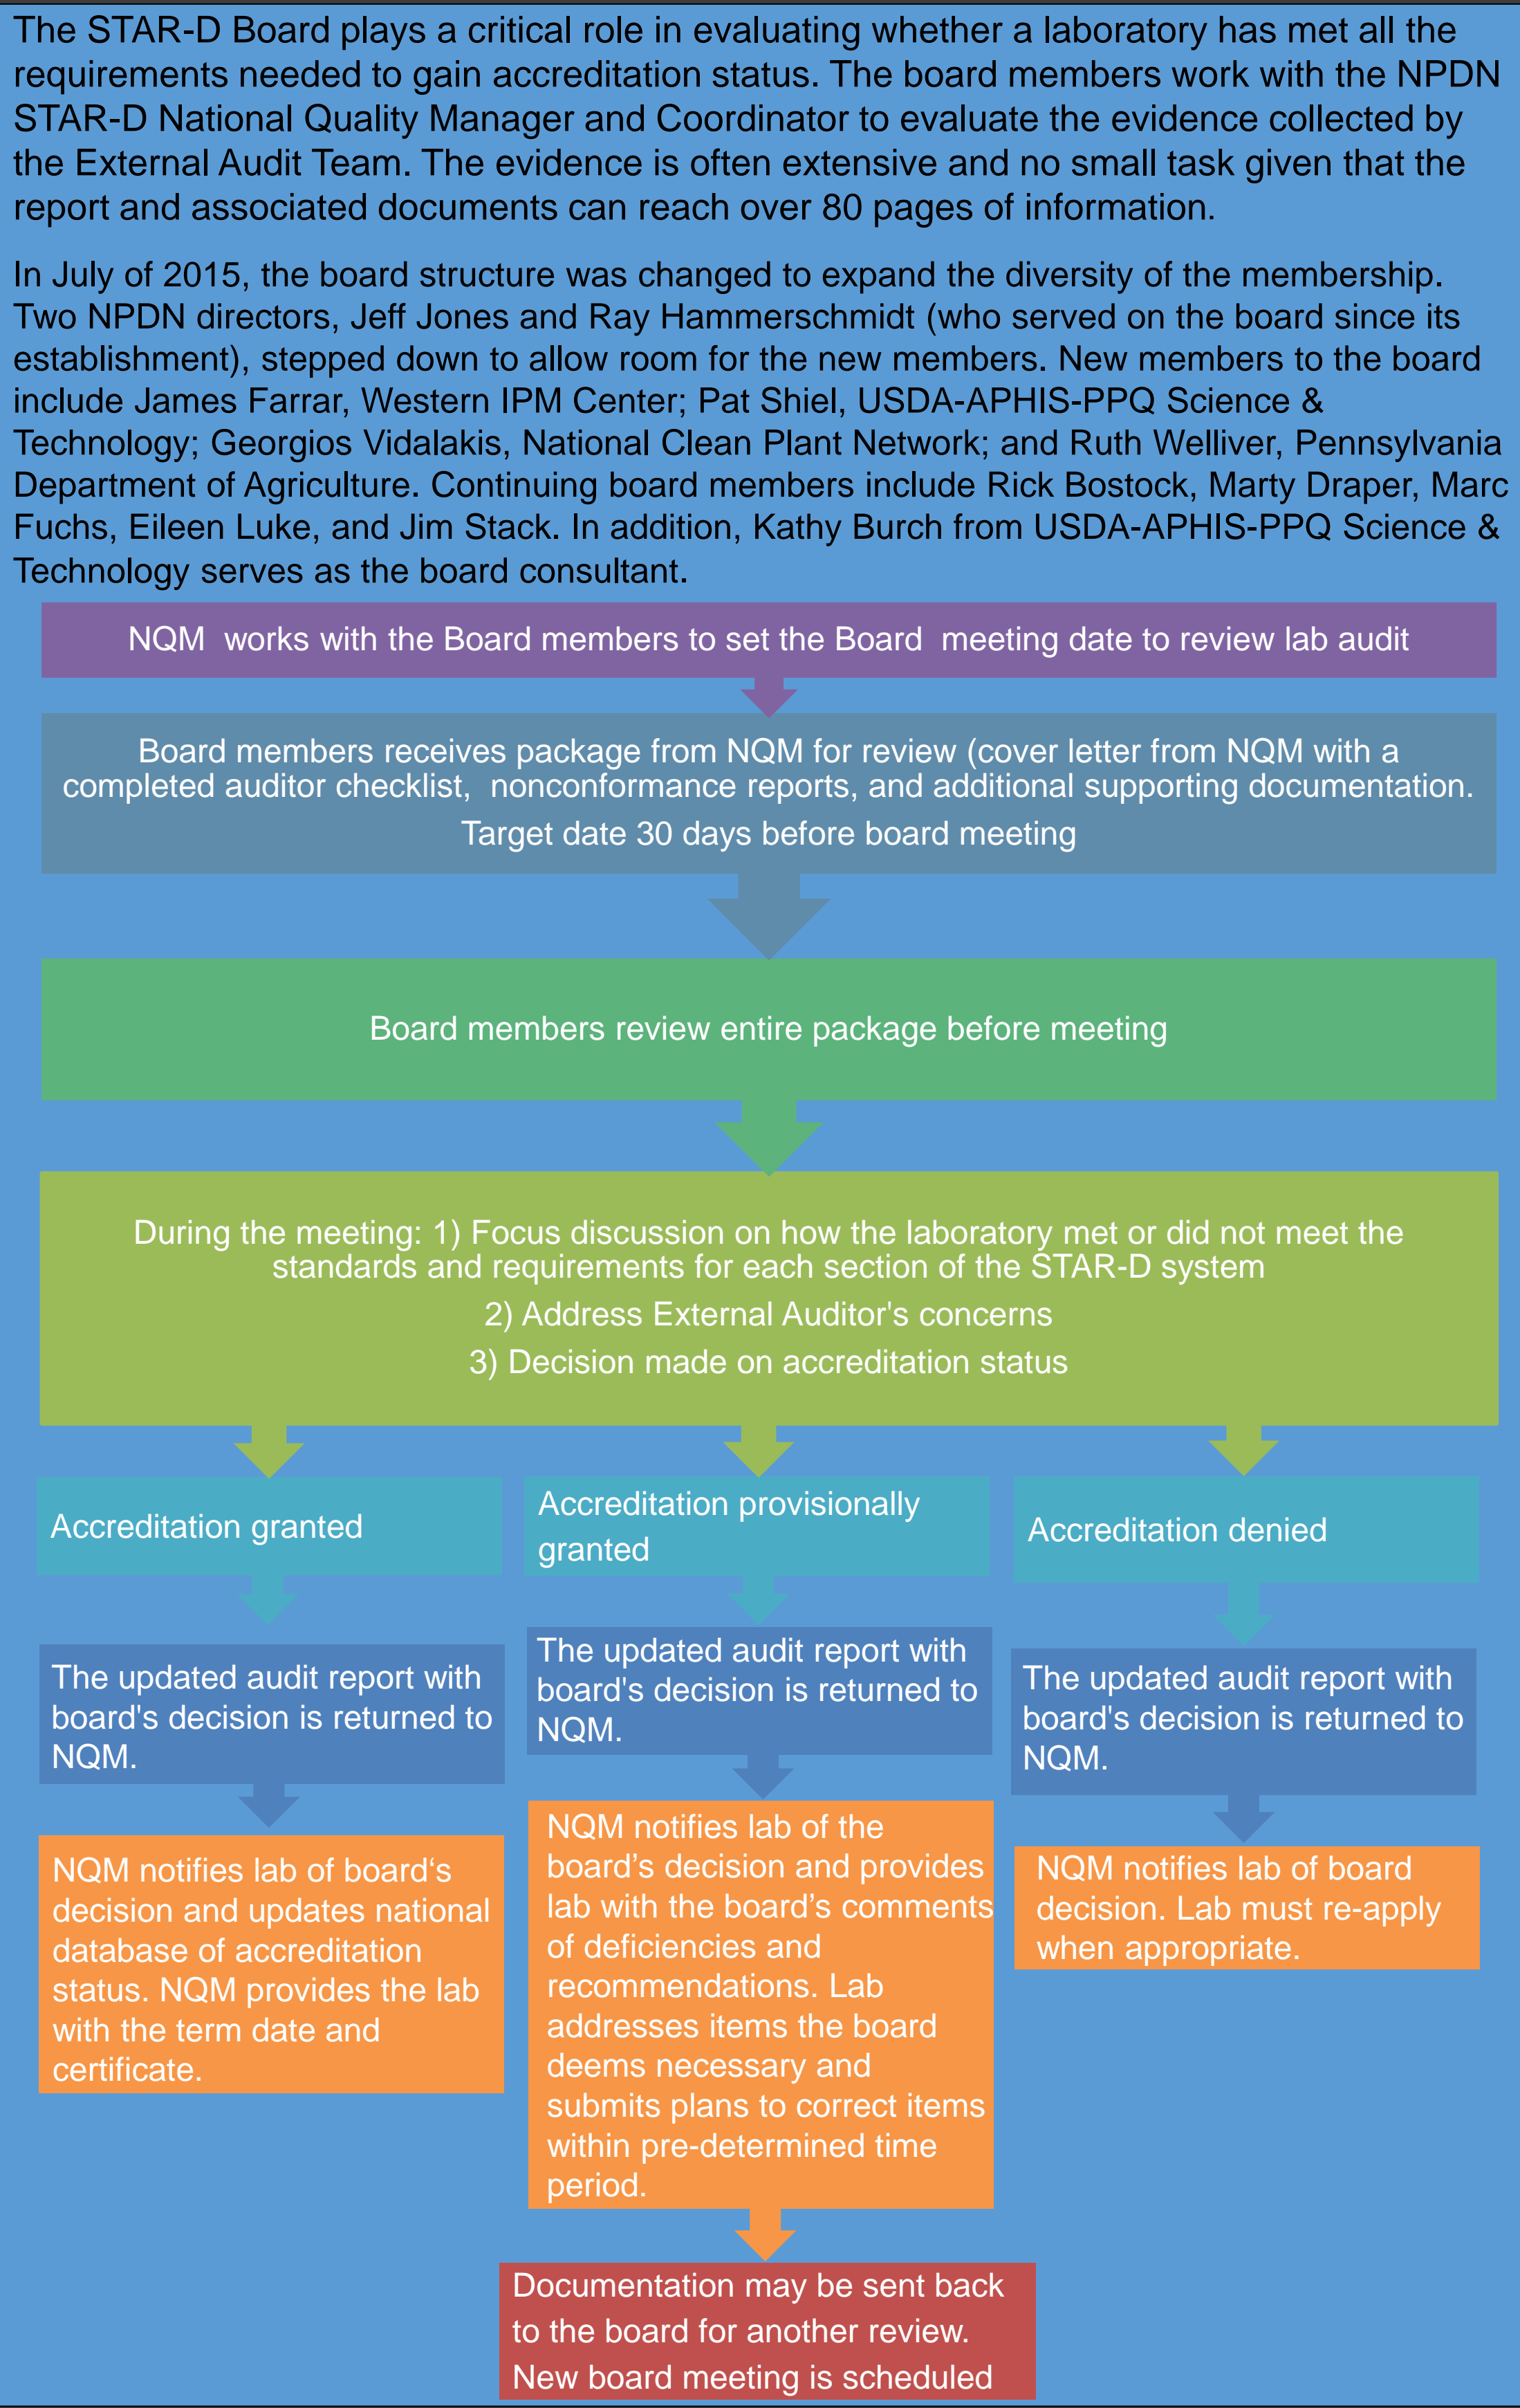 The STAR-D Board plays a critical role in evaluating whether a laboratory has met all the
requirements needed to gain accreditation status. The board members work with the NPDN
STAR-D National Quality Manager and Coordinator to evaluate the evidence collected by
the External Audit Team. The evidence is often extensive and no small task given that the
report and associated documents can reach over 80 pages of information.
In July of 2015, the board structure was changed to expand the diversity of the membership.
Two NPDN directors, Jeff Jones and Ray Hammerschmidt (who served on the board since its
establishment), stepped down to allow room for the new members. New members to the board
include James Farrar, Western IPM Center; Pat Shiel, USDA-APHIS-PPQ Science &
Technology; Georgios Vidalakis, National Clean Plant Network; and Ruth Welliver, Pennsylvania
Department of Agriculture. Continuing board members include Rick Bostock, Marty Draper, Marc
Fuchs, Eileen Luke, and Jim Stack. In addition, Kathy Burch from USDA-APHIS-PPQ Science &
Technology serves as the board consultant.
NQM works with the Board members to set the Board meeting date to review lab audit
Board members receives package from NQM for review (cover letter from NQM with a
completed auditor checklist, nonconformance reports, and additional supporting documentation.
Target date 30 days before board meeting
Board members review entire package before meeting
During the meeting: 1) Focus discussion on how the laboratory met or did not meet the
standards and requirements for each section of the STAR-D system
2) Address External Auditor's concerns
3) Decision made on accreditation status
Accreditation granted
The updated audit report with
board's decision is returned to
NQM.
NQM notifies lab of board‘s
decision and updates national
database of accreditation
status. NQM provides the lab
with the term date and
certificate.
Accreditation provisionally
granted
The updated audit report with
board's decision is returned to
NQM.
NQM notifies lab of the
board’s decision and provides
lab with the board’s comments
of deficiencies and
recommendations. Lab
addresses items the board
deems necessary and
submits plans to correct items
within pre-determined time
period.
Documentation may be sent back
to the board for another review.
New board meeting is scheduled
Accreditation denied
The updated audit report with
board's decision is returned to
NQM.
NQM notifies lab of board
decision. Lab must re-apply
when appropriate.